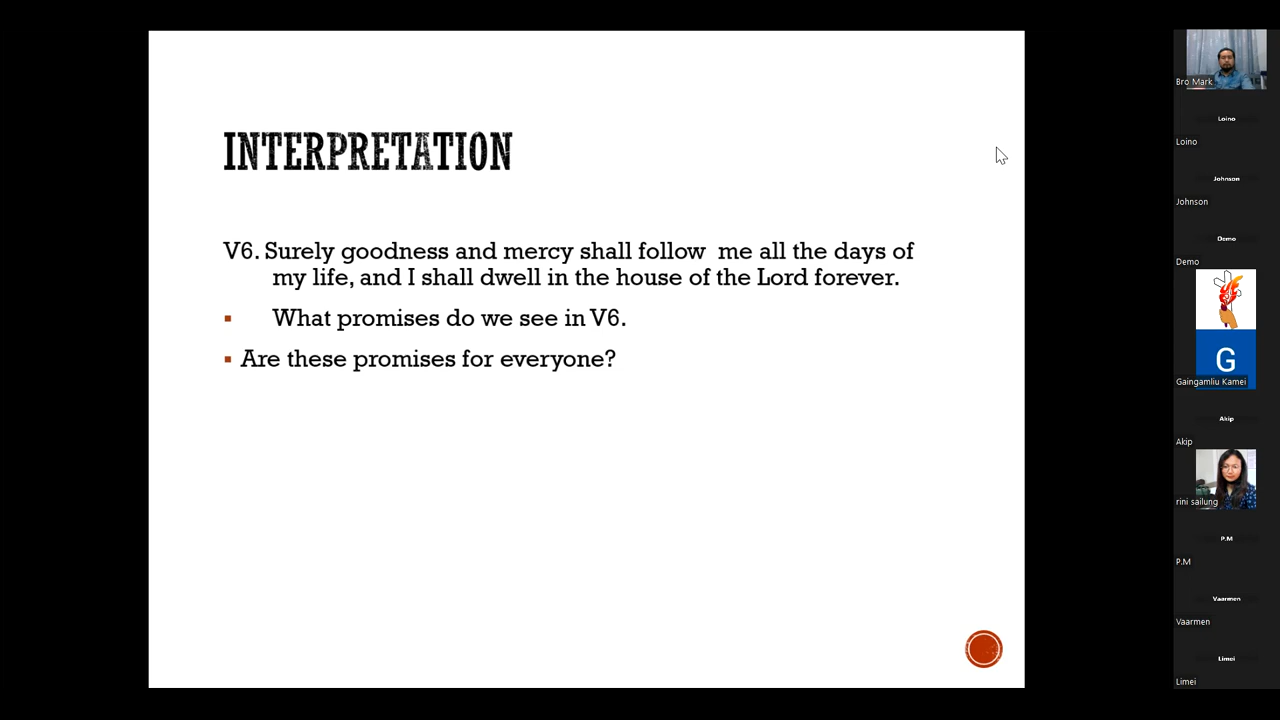 INTERPRETATION
V6. Surely goodness and mercy shall follow me all the days of
my life, and I shall dwell in the house of the Lord forever.
▪ What promises do we see in V6.
▪ Are these promises for everyone?
Bro Mark
Loino
Loino
Johnson
Johnson
Demo
Demo
G
Gaingamliu Kamei
Akip
Akip
rini sailung
P.M
P.M
Vaarmen
Vaarmen
Limei
Limei